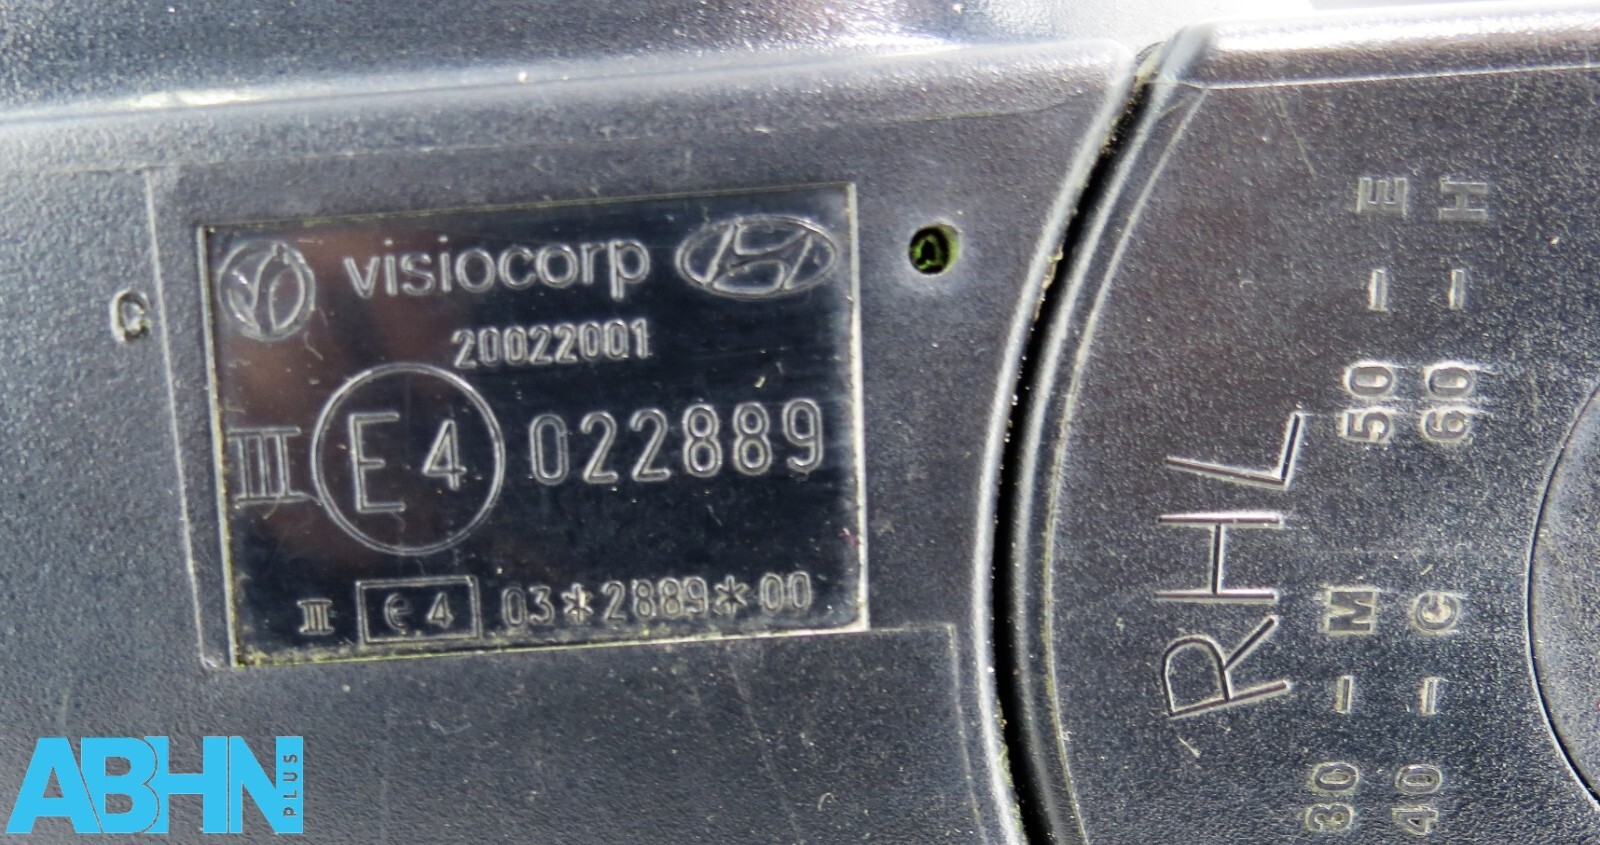 visiocorp
20022001
III E4 022889
III e4 03*2889*00
RHL
30 - M 50 - E
40 - G 60 - H
ABHN PLUS